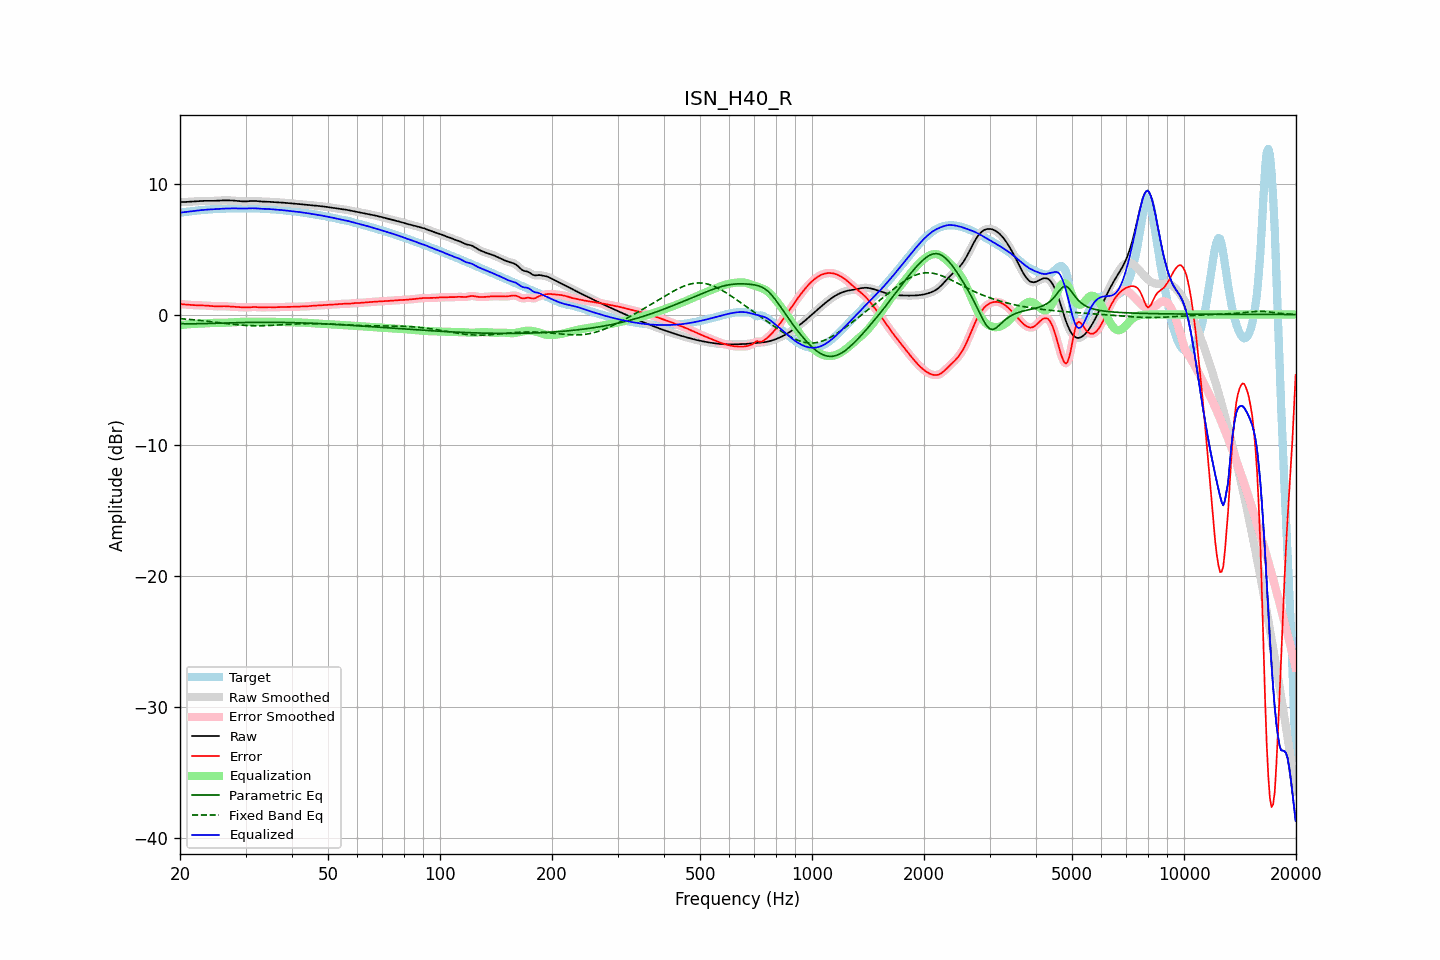 ISN_H40_R
Amplitude (dBr)
10
0
−10
−20
−30
−40
Target
Raw Smoothed
Error Smoothed
Raw
Error
Equalization
Parametric Eq
Fixed Band Eq
Equalized
20 50 100 200 500 1000 2000 5000 10000 20000
Frequency (Hz)